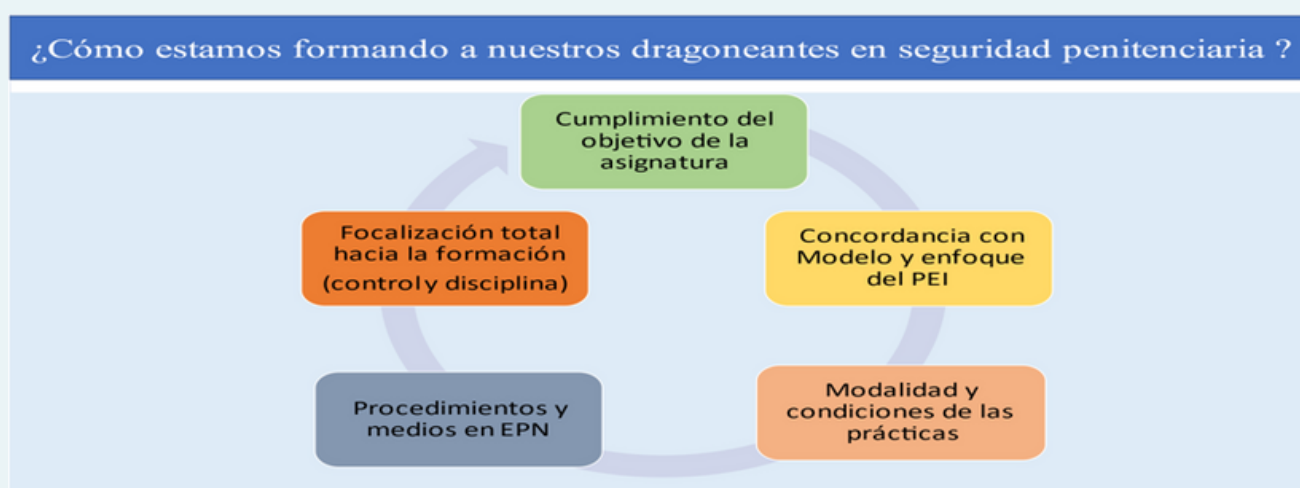 ¿Cómo estamos formando a nuestros dragoneantes en seguridad penitenciaria ?
Cumplimiento del
objetivo de la
asignatura
Concordancia con
Modelo y enfoque
del PEI
Modalidad y
condiciones de las
prácticas
Procedimientos y
medios en EPN
Focalización total
hacia la formación
(control y disciplina)